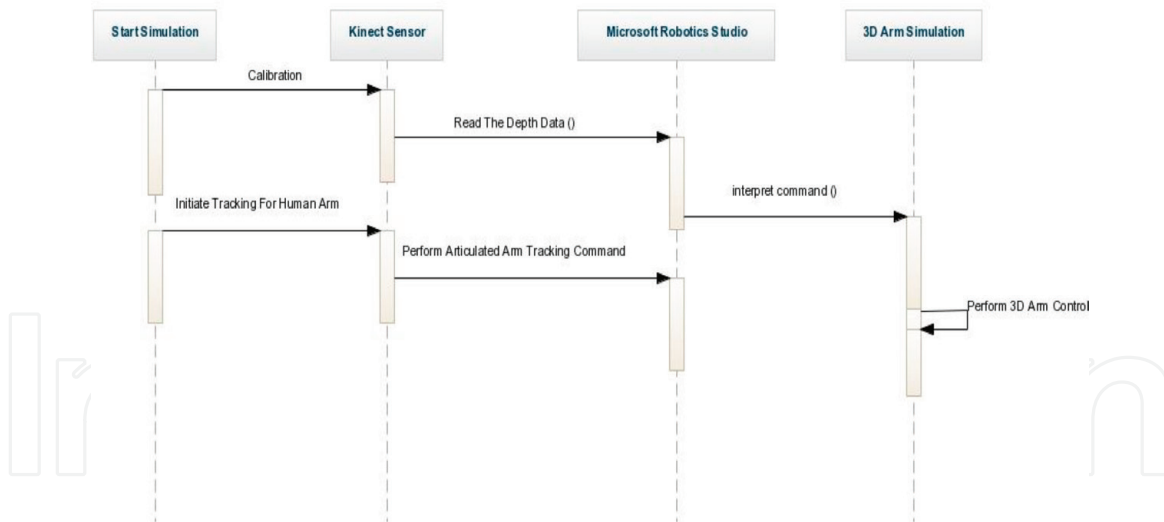 Start Simulation
Kinect Sensor
Microsoft Robotics Studio
3D Arm Simulation
Calibration
Read The Depth Data ()
interpret command ()
Initiate Tracking For Human Arm
Perform Articulated Arm Tracking Command
Perform 3D Arm Control